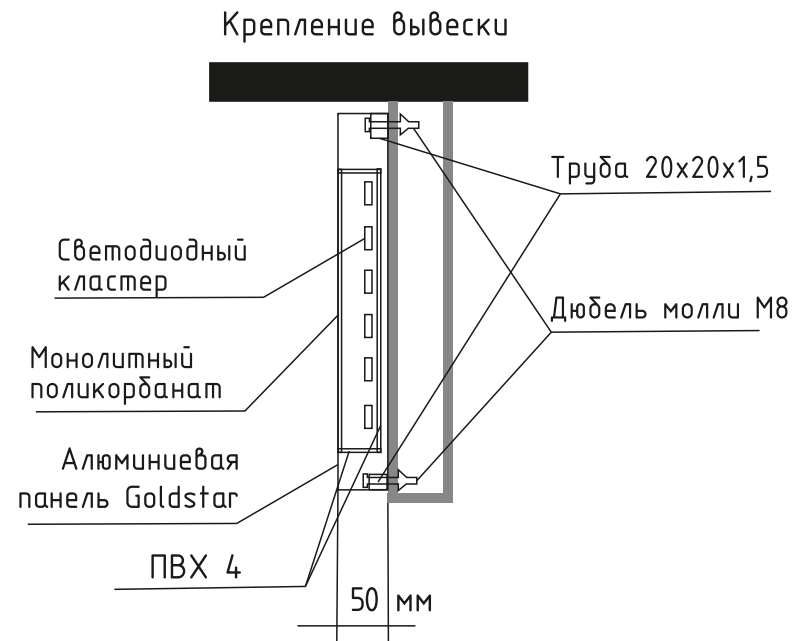 Крепление вывески
Труба 20х20х1,5
Светодиодный
кластер
Дюбель молли М8
Монолитный
поликорбанат
Алюминиевая
панель Goldstar
ПВХ 4
50 мм